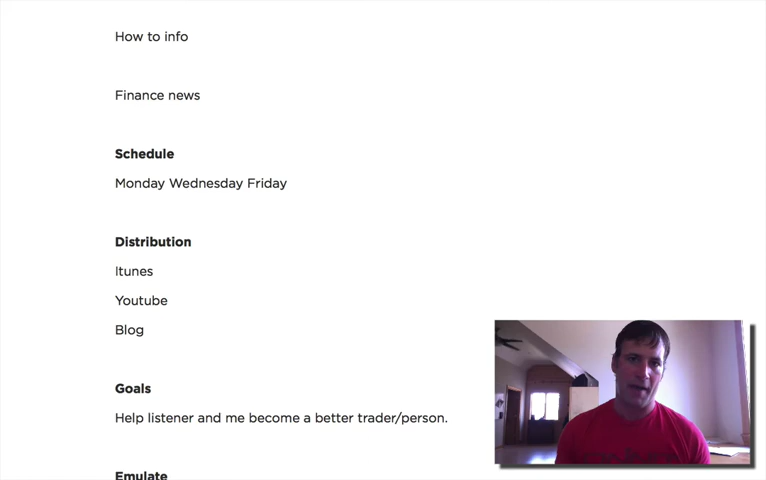 How to info
Finance news
Schedule
Monday Wednesday Friday
Distribution
Itunes
Youtube
Blog
Goals
Help listener and me become a better trader/person.
Emulate